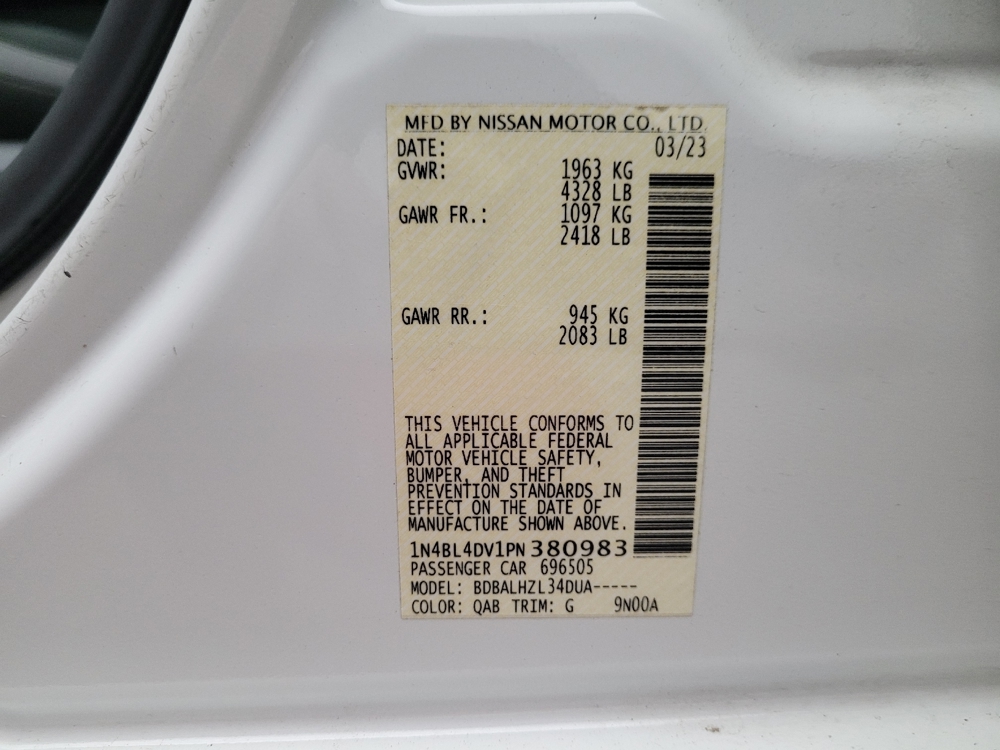 MFD BY NISSAN MOTOR CO., LTD.
DATE: 03/23
GVWR: 1963 KG
4328 LB
GAWR FR.: 1097 KG
2418 LB
GAWR RR.: 945 KG
2083 LB
THIS VEHICLE CONFORMS TO
ALL APPLICABLE FEDERAL
MOTOR VEHICLE SAFETY,
BUMPER, AND THEFT
PREVENTION STANDARDS IN
EFFECT ON THE DATE OF
MANUFACTURE SHOWN ABOVE.
1N4BL4DV1PN380983
PASSENGER CAR 696505
MODEL: BDBALHZL34DUA-----
COLOR: QAB TRIM: G 9N00A